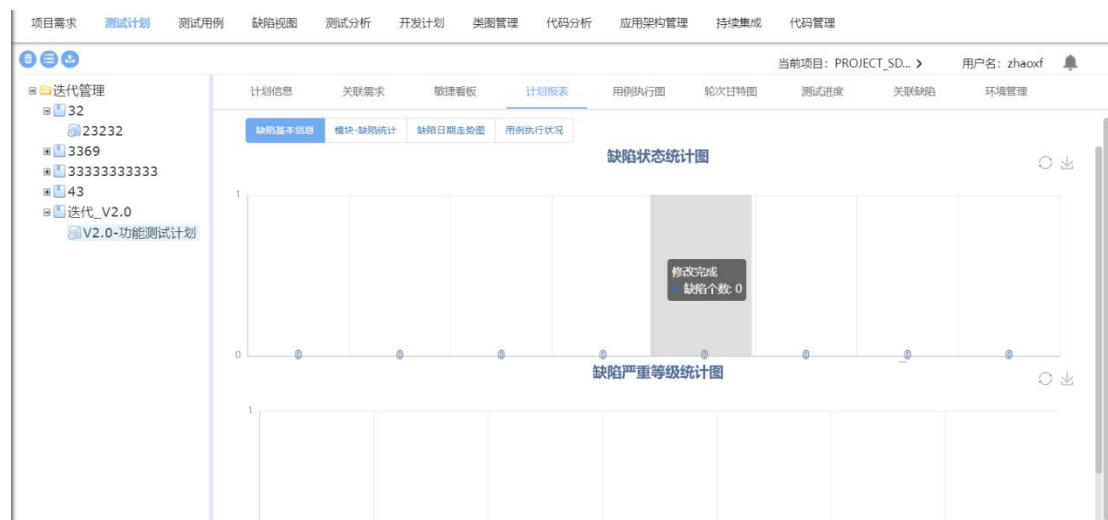 项目需求 测试计划 测试用例 缺陷视图 测试分析 开发计划 类图管理 代码分析 应用架构管理 持续集成 代码管理
当前项目：PROJECT_SD... 用户名：zhaoxf
迭代管理
32
23232
3369
33333333333
43
迭代_V2.0
V2.0-功能测试计划
计划信息 关联需求 敏捷看板 计划报表 用例执行图 轮次甘特图 测试进度 关联缺陷 环境管理
缺陷基本信息 模块-缺陷统计 缺陷日期走势图 用例执行状况
缺陷状态统计图
1
修改完成
缺陷个数: 0
0 0 0 0 0 0 0 0 0
缺陷严重等级统计图
1